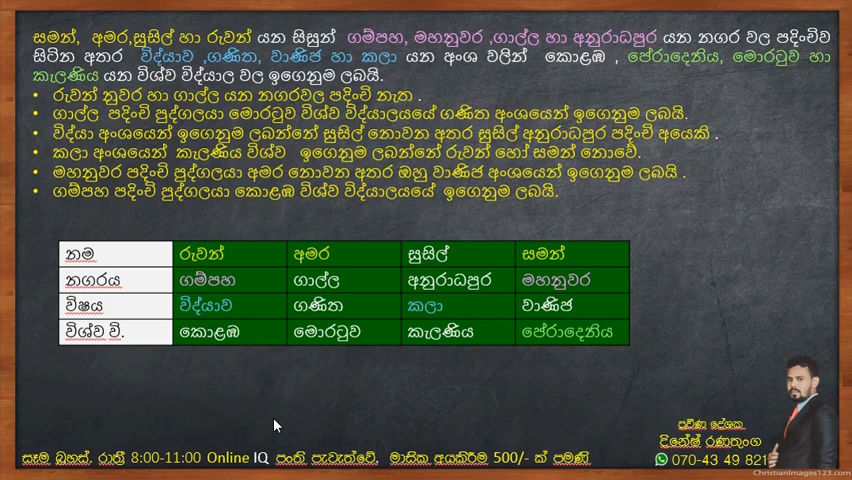 සමන්, අමර,සුසිල් හා රුවන් යන සිසුන් ගම්පහ, මහනුවර ,ගාල්ල හා අනුරාධපුර යන නගර වල පදිංචිව
සිටින අතර විද්යාව ,ගණිත, වාණිජ හා කලා යන අංශ වලින් කොළඹ , පේරාදෙනිය, මොරටුව හා
කැලණිය යන විශ්ව විද්යාල වල ඉගෙනුම ලබයි.
• රුවන් නුවර හා ගාල්ල යන නගරවල පදිංචි නැත .
• ගාල්ල පදිංචි පුද්ගලයා මොරටුව විශ්ව විද්යාලයයේ ගණිත අංශයෙන් ඉගෙනුම ලබයි.
• විද්යා අංශයෙන් ඉගෙනුම ලබන්නේ සුසිල් නොවන අතර සුසිල් අනුරාධපුර පදිංචි අයෙකි .
• කලා අංශයෙන් කැලණිය විශ්ව ඉගෙනුම ලබන්නේ රුවන් හෝ සමන් නොවේ.
• මහනුවර පදිංචි පුද්ගලයා අමර නොවන අතර ඔහු වාණිජ අංශයෙන් ඉගෙනුම ලබයි .
• ගම්පහ පදිංචි පුද්ගලයා කොළඹ විශ්ව විද්යාලයයේ ඉගෙනුම ලබයි.
නම රුවන් අමර සුසිල් සමන්
නගරය ගම්පහ ගාල්ල අනුරාධපුර මහනුවර
විෂය විද්යාව ගණිත කලා වාණිජ
විශ්ව වි. කොළඹ මොරටුව කැලණිය පේරාදෙනිය
ප්‍රවීණ දේශක
දිනේෂ් රණතුංග
070-43 49 821
සෑම බ්‍රහස්. රාත්‍රී 8:00-11:00 Online IQ පංති පැවැත්වේ. මාසික අයකිරීම 500/- ක් පමණි
ChristianImages123.com